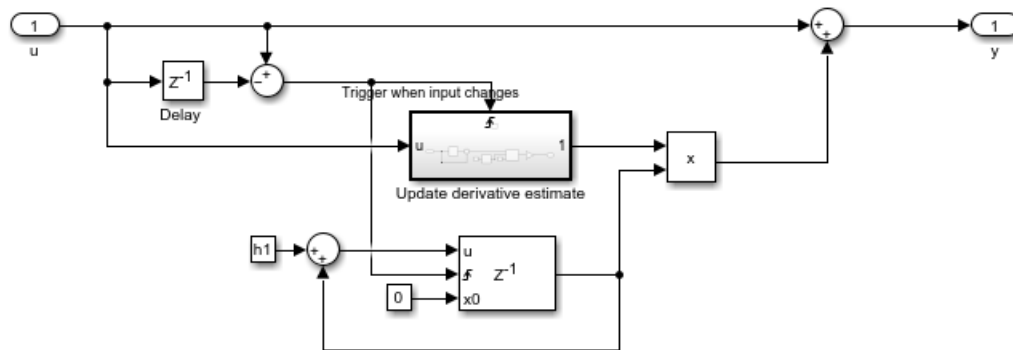 1
u
+
+
1
y
Z-1
Delay
− +
Trigger when input changes
u
1
Update derivative estimate
x
h1
+
+
u
Z-1
x0
0